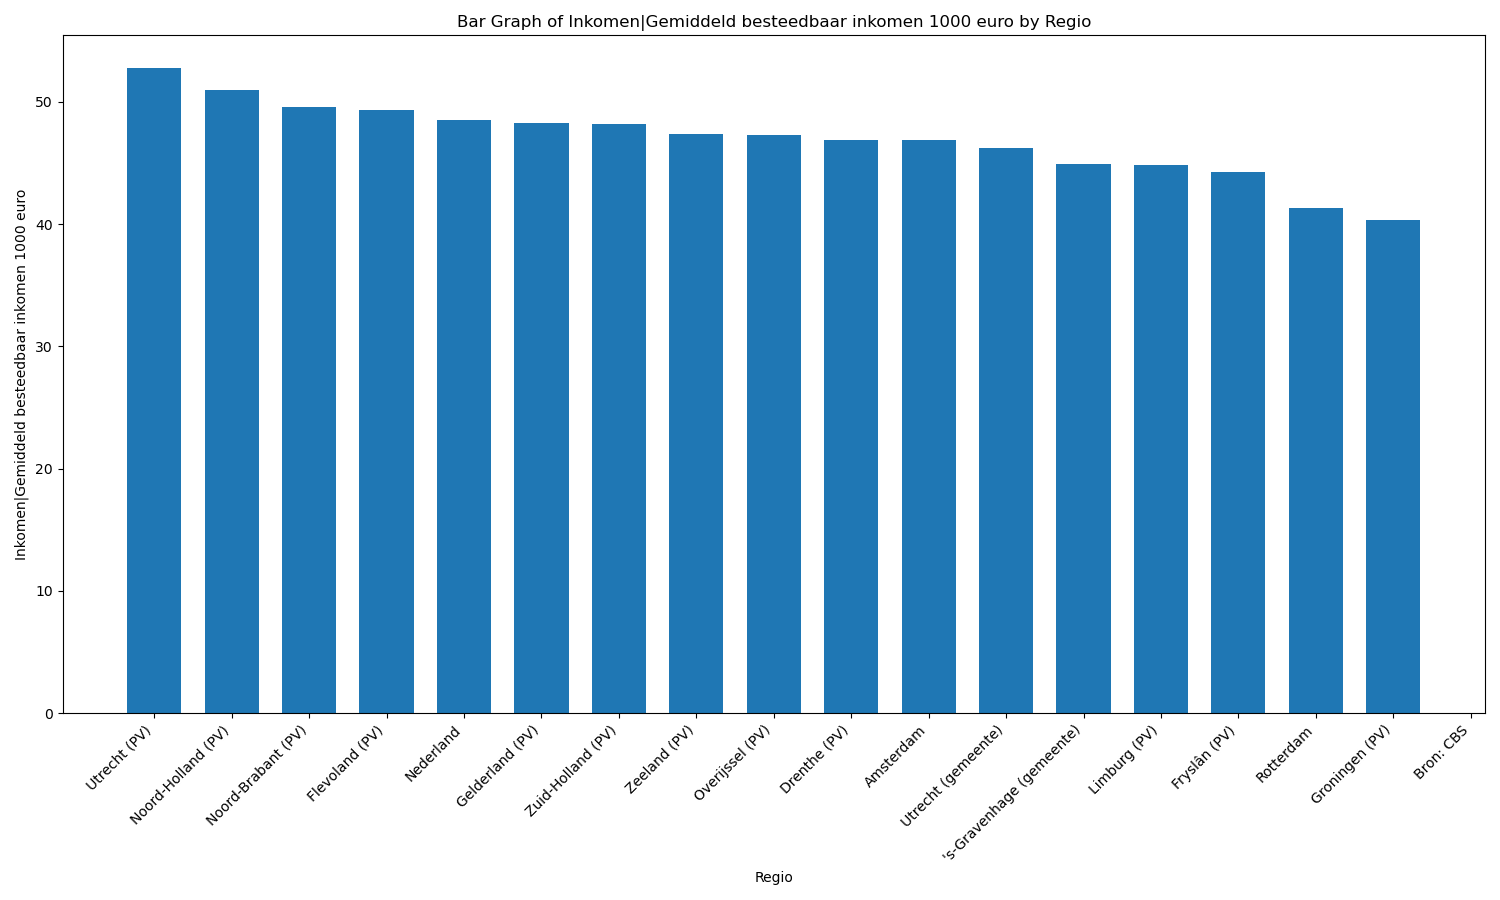 Bar Graph of Inkomen|Gemiddeld besteedbaar inkomen 1000 euro by Regio
Inkomen|Gemiddeld besteedbaar inkomen 1000 euro
50
40
30
20
10
0
Utrecht (PV)
Noord-Holland (PV)
Noord-Brabant (PV)
Flevoland (PV)
Nederland
Gelderland (PV)
Zuid-Holland (PV)
Zeeland (PV)
Overijssel (PV)
Drenthe (PV)
Amsterdam
Utrecht (gemeente)
's-Gravenhage (gemeente)
Limburg (PV)
Fryslân (PV)
Rotterdam
Groningen (PV)
Bron: CBS
Regio